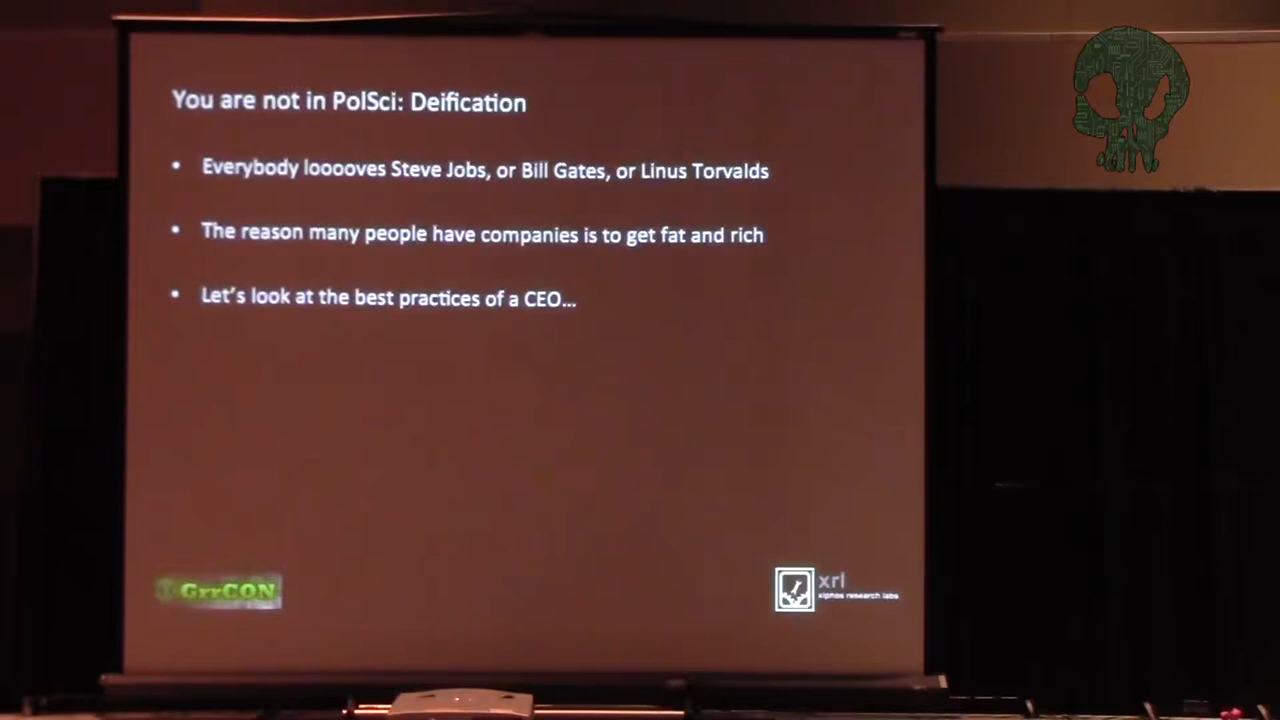 You are not in PolSci: Deification
• Everybody looooves Steve Jobs, or Bill Gates, or Linus Torvalds
• The reason many people have companies is to get fat and rich
• Let's look at the best practices of a CEO...
GrrCON
xrl
xiphos research labs